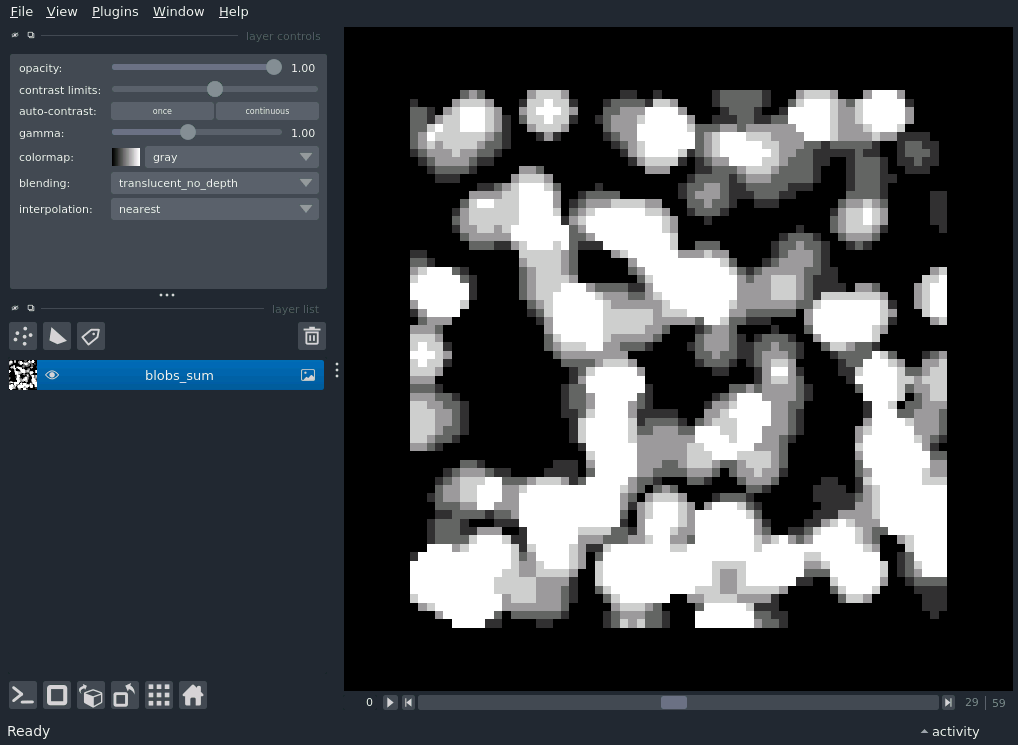 File View Plugins Window Help
layer controls
opacity: 1.00
contrast limits:
auto-contrast: once continuous
gamma: 1.00
colormap: gray
blending: translucent_no_depth
interpolation: nearest
layer list
blobs_sum
0 29 59
Ready activity